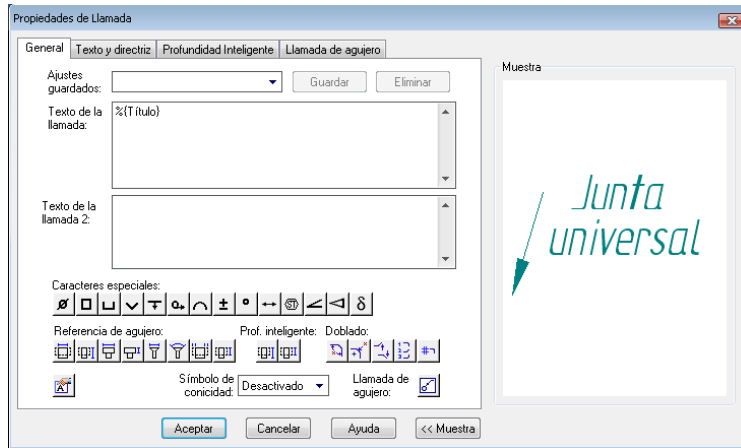 Propiedades de Llamada
General Texto y directriz Profundidad Inteligente Llamada de agujero
Ajustes guardados: Guardar Eliminar
Texto de la llamada: %{Título}
Texto de la llamada 2:
Caracteres especiales:
Ø ± ° ST δ
Referencia de agujero: Prof. inteligente: Doblado:
A Símbolo de conicidad: Desactivado Llamada de agujero:
Aceptar Cancelar Ayuda << Muestra
Muestra
Junta
universal